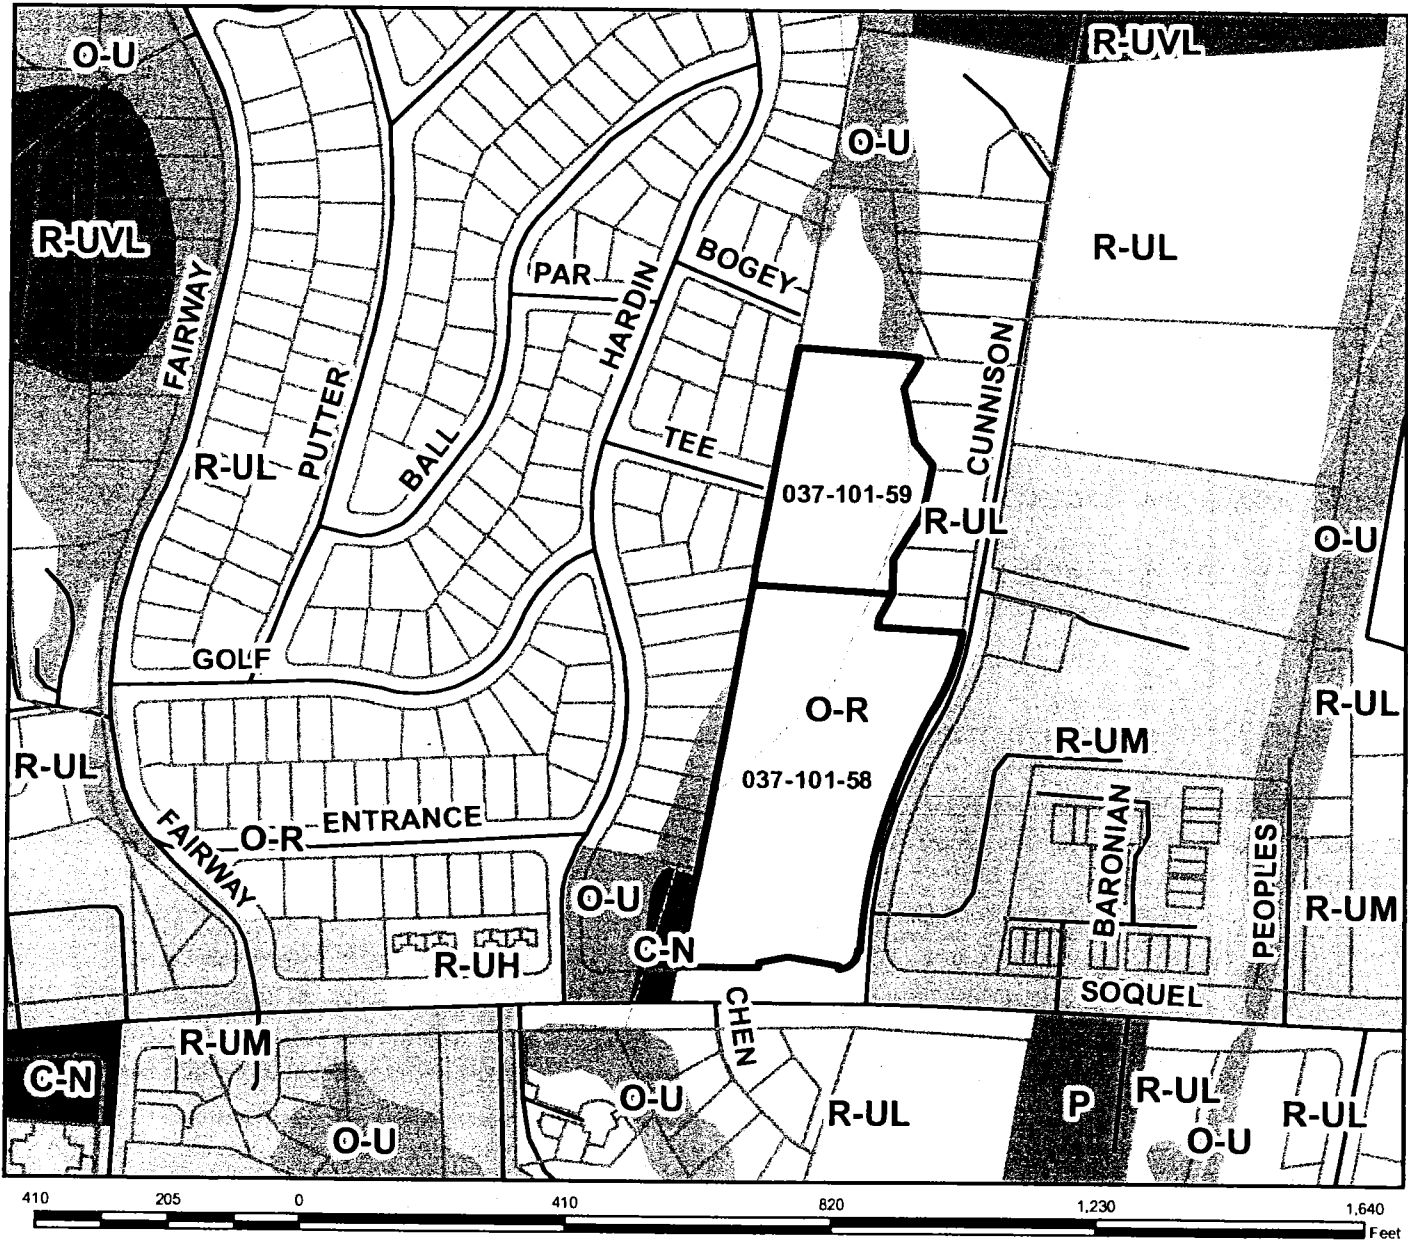 R-UVL
O-U
O-U
R-UVL
R-UL
BOGEY
PAR
HARDIN
FAIRWAY
CUNNISON
PUTTER
TEE
BALL
R-UL
037-101-59
R-UL
O-U
GOLF
O-R
R-UL
R-UM
R-UL
037-101-58
BARONIAN
ENTRANCE
O-R
FAIRWAY
PEOPLES
O-U
R-UM
C-N
R-UH
SOQUEL
CHEN
R-UM
C-N
O-U
R-UL
P
R-UL
R-UL
O-U
O-U
410 205 0 410 820 1,230 1,640
Feet